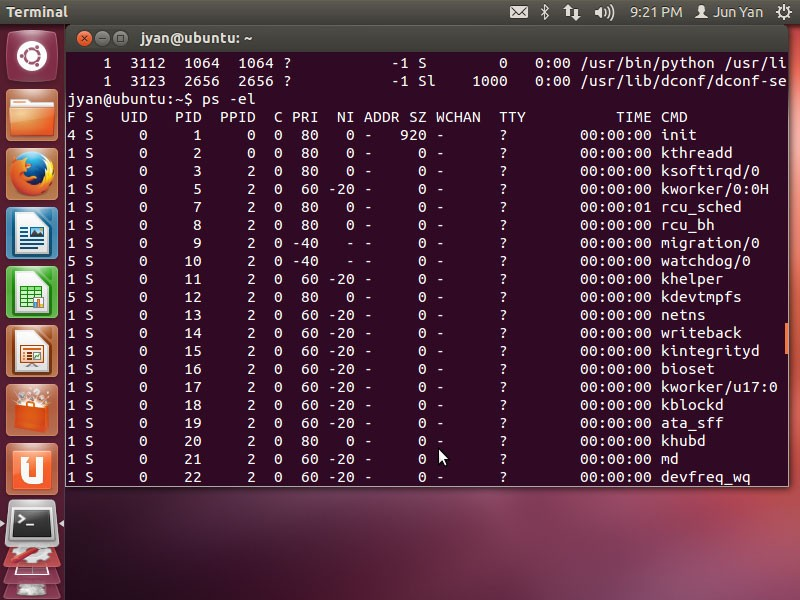 Terminal 9:21 PM Jun Yan
jyan@ubuntu: ~
1 3112 1064 1064 ? -1 S 0 0:00 /usr/bin/python /usr/li
1 3123 2656 2656 ? -1 Sl 1000 0:00 /usr/lib/dconf/dconf-se
jyan@ubuntu:~$ ps -el
F S UID PID PPID C PRI NI ADDR SZ WCHAN TTY TIME CMD
4 S 0 1 0 0 80 0 - 920 - ? 00:00:00 init
1 S 0 2 0 0 80 0 - 0 - ? 00:00:00 kthreadd
1 S 0 3 2 0 80 0 - 0 - ? 00:00:00 ksoftirqd/0
1 S 0 5 2 0 60 -20 - 0 - ? 00:00:00 kworker/0:0H
1 S 0 7 2 0 80 0 - 0 - ? 00:00:01 rcu_sched
1 S 0 8 2 0 80 0 - 0 - ? 00:00:00 rcu_bh
1 S 0 9 2 0 -40 - - 0 - ? 00:00:00 migration/0
5 S 0 10 2 0 -40 - - 0 - ? 00:00:00 watchdog/0
1 S 0 11 2 0 60 -20 - 0 - ? 00:00:00 khelper
5 S 0 12 2 0 80 0 - 0 - ? 00:00:00 kdevtmpfs
1 S 0 13 2 0 60 -20 - 0 - ? 00:00:00 netns
1 S 0 14 2 0 60 -20 - 0 - ? 00:00:00 writeback
1 S 0 15 2 0 60 -20 - 0 - ? 00:00:00 kintegrityd
1 S 0 16 2 0 60 -20 - 0 - ? 00:00:00 bioset
1 S 0 17 2 0 60 -20 - 0 - ? 00:00:00 kworker/u17:0
1 S 0 18 2 0 60 -20 - 0 - ? 00:00:00 kblockd
1 S 0 19 2 0 60 -20 - 0 - ? 00:00:00 ata_sff
1 S 0 20 2 0 80 0 - 0 - ? 00:00:00 khubd
1 S 0 21 2 0 60 -20 - 0 - ? 00:00:00 md
1 S 0 22 2 0 60 -20 - 0 - ? 00:00:00 devfreq_wq